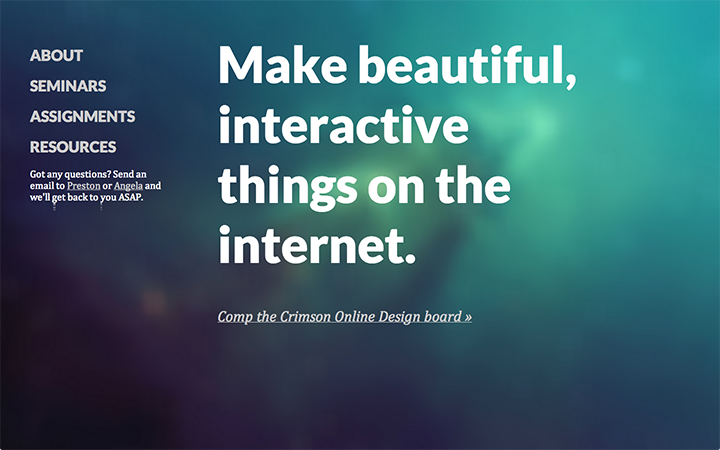 ABOUT
SEMINARS
ASSIGNMENTS
RESOURCES
Got any questions? Send an
email to Preston or Angela and
we'll get back to you ASAP.
Make beautiful,
interactive
things on the
internet.
Comp the Crimson Online Design board »